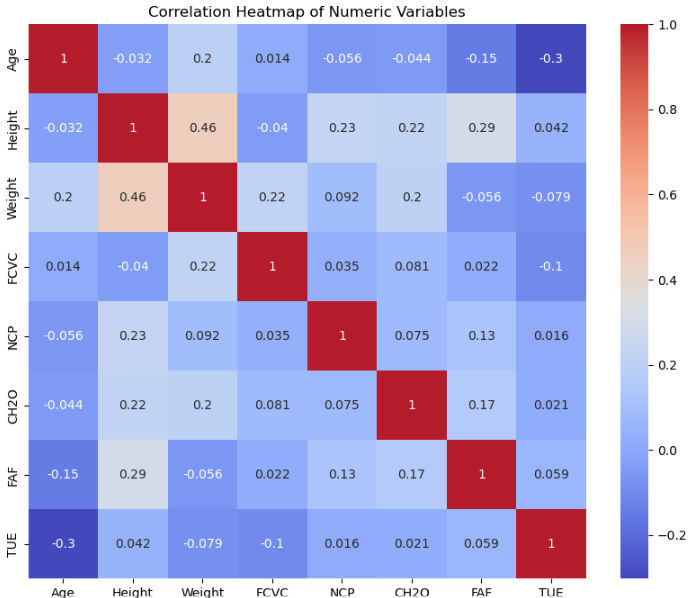 Correlation Heatmap of Numeric Variables
Age 1 -0.032 0.2 0.014 -0.056 -0.044 -0.15 -0.3
Height -0.032 1 0.46 -0.04 0.23 0.22 0.29 0.042
Weight 0.2 0.46 1 0.22 0.092 0.2 -0.056 -0.079
FCVC 0.014 -0.04 0.22 1 0.035 0.081 0.022 -0.1
NCP -0.056 0.23 0.092 0.035 1 0.075 0.13 0.016
CH2O -0.044 0.22 0.2 0.081 0.075 1 0.17 0.021
FAF -0.15 0.29 -0.056 0.022 0.13 0.17 1 0.059
TUE -0.3 0.042 -0.079 -0.1 0.016 0.021 0.059 1
Age Height Weight FCVC NCP CH2O FAF TUE
1.0
0.8
0.6
0.4
0.2
0.0
−0.2